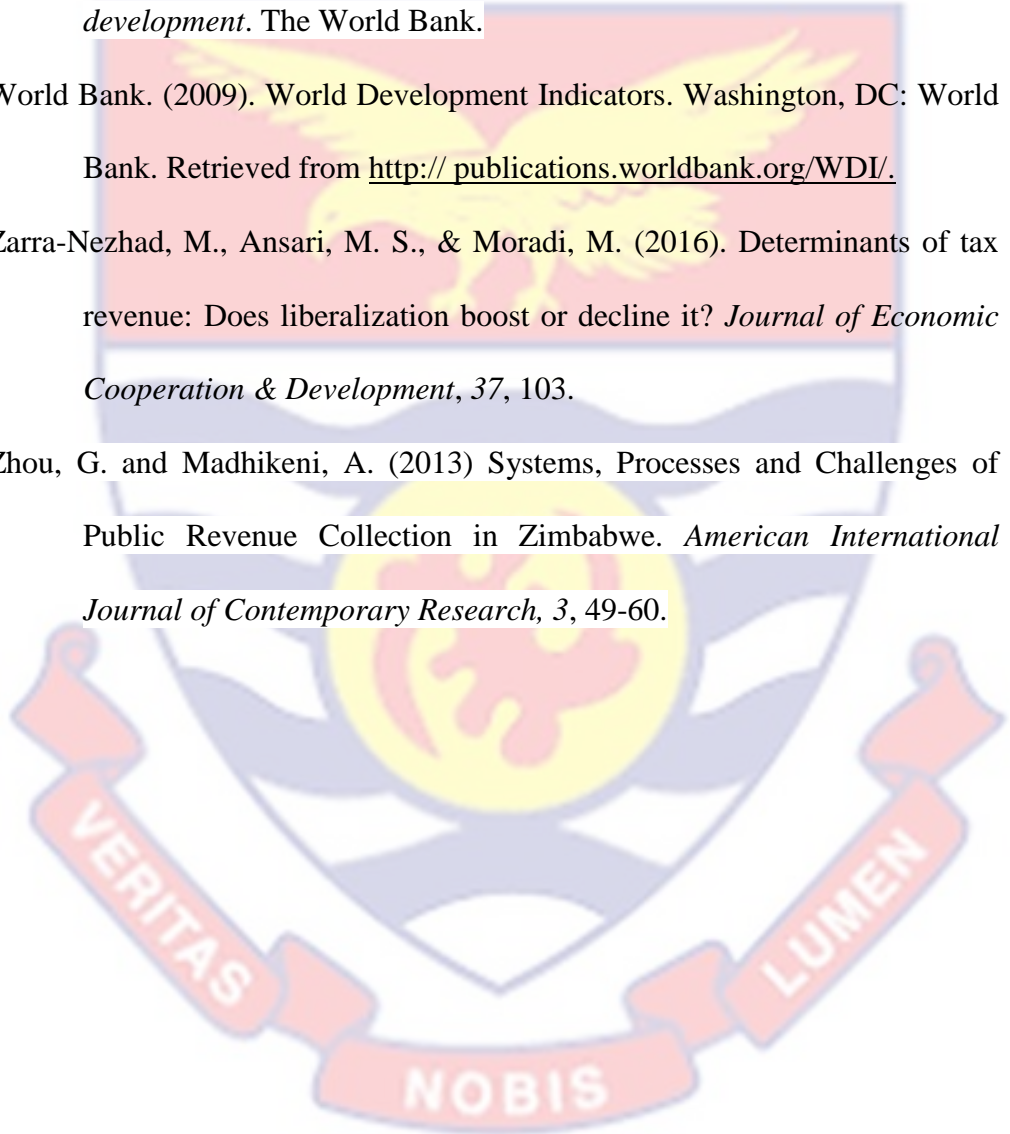 development. The World Bank.
World Bank. (2009). World Development Indicators. Washington, DC: World
Bank. Retrieved from http:// publications.worldbank.org/WDI/.
Zarra-Nezhad, M., Ansari, M. S., & Moradi, M. (2016). Determinants of tax
revenue: Does liberalization boost or decline it? Journal of Economic
Cooperation & Development, 37, 103.
Zhou, G. and Madhikeni, A. (2013) Systems, Processes and Challenges of
Public Revenue Collection in Zimbabwe. American International
Journal of Contemporary Research, 3, 49-60.
VERITAS
NOBIS
LUMEN